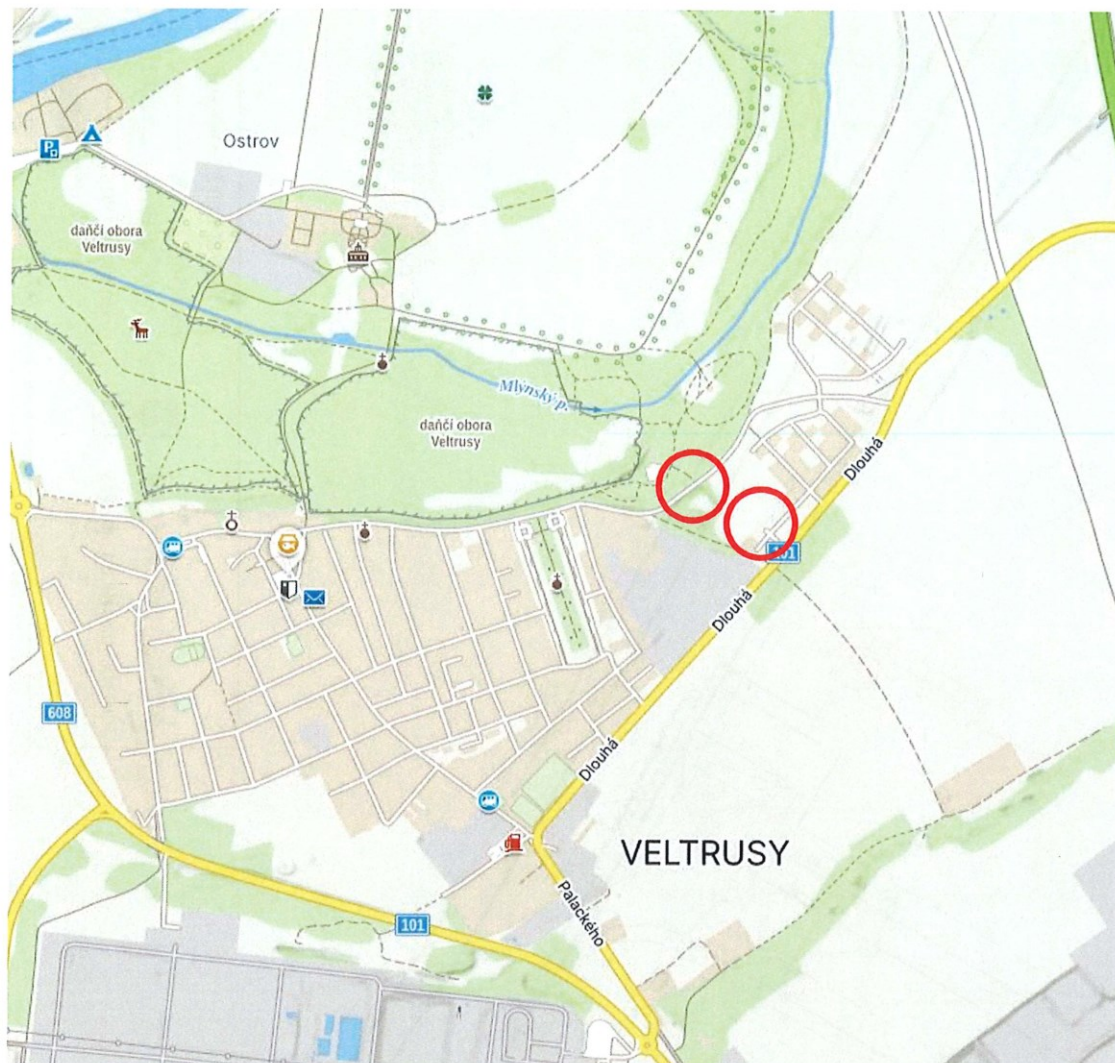 P
Ostrov
daňčí obora
Veltrusy
Mlýnský p.
daňčí obora
Veltrusy
Dlouhá
101
Dlouhá
608
Dlouhá
VELTRUSY
Palackého
101